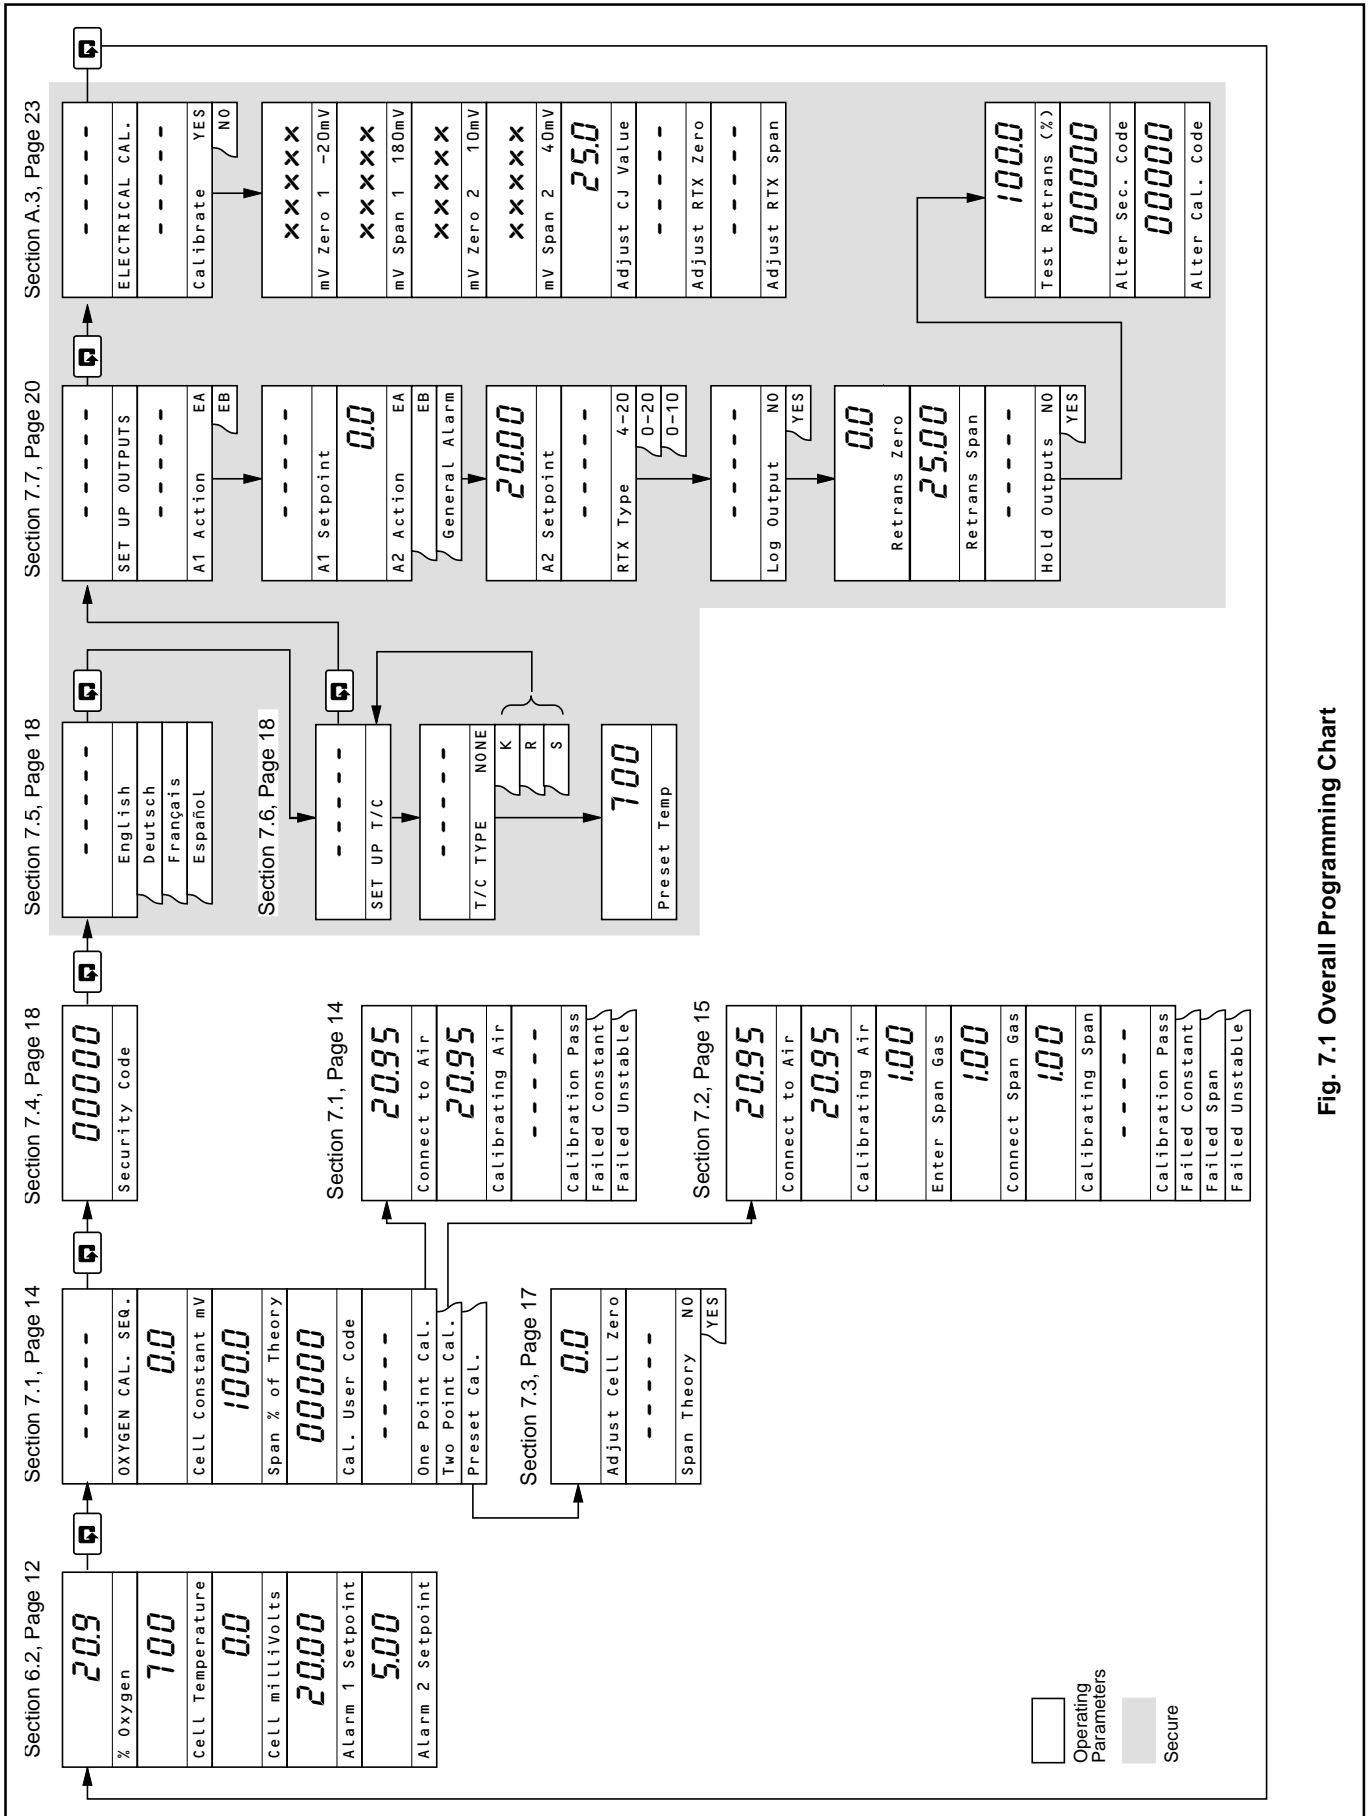 Section 6.2, Page 12
20.9
% Oxygen
700
Cell Temperature
0.0
Cell milliVolts
20.00
Alarm 1 Setpoint
5.00
Alarm 2 Setpoint
Section 7.1, Page 14
- - - - -
OXYGEN CAL. SEQ.
0.0
Cell Constant mV
100.0
Span % of Theory
00000
Cal. User Code
- - - - -
One Point Cal.
Two Point Cal.
Preset Cal.
Section 7.3, Page 17
0.0
Adjust Cell Zero
- - - - -
Span Theory NO
YES
Section 7.4, Page 18
00000
Security Code
Section 7.1, Page 14
20.95
Connect to Air
20.95
Calibrating Air
- - - - -
Calibration Pass
Failed Constant
Failed Unstable
Section 7.2, Page 15
20.95
Connect to Air
20.95
Calibrating Air
1.00
Enter Span Gas
1.00
Connect Span Gas
1.00
Calibrating Span
- - - - -
Calibration Pass
Failed Constant
Failed Span
Failed Unstable
Section 7.5, Page 18
- - - - -
English
Deutsch
Français
Español
Section 7.6, Page 18
- - - - -
SET UP T/C
- - - - -
T/C TYPE NONE
K
R
S
700
Preset Temp
Section 7.7, Page 20
- - - - -
SET UP OUTPUTS
- - - - -
A1 Action EA
EB
- - - - -
A1 Setpoint
0.0
A2 Action EA
EB
General Alarm
20.00
A2 Setpoint
- - - - -
RTX Type 4-20
0-20
0-10
- - - - -
Log Output NO
YES
0.0
Retrans Zero
25.00
Retrans Span
- - - - -
Hold Outputs NO
YES
Section A.3, Page 23
- - - - -
ELECTRICAL CAL.
- - - - -
Calibrate YES
NO
xxxxx
mV Zero 1 -20mV
xxxxx
mV Span 1 180mV
xxxxx
mV Zero 2 10mV
xxxxx
mV Span 2 40mV
25.0
Adjust CJ Value
- - - - -
Adjust RTX Zero
- - - - -
Adjust RTX Span
100.0
Test Retrans (%)
00000
Alter Sec. Code
00000
Alter Cal. Code
Operating
Parameters
Secure
Fig. 7.1 Overall Programming Chart